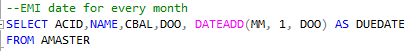 --EMI date for every month
SELECT ACID,NAME,CBAL,DOO, DATEADD(MM, 1, DOO) AS DUEDATE
FROM AMASTER